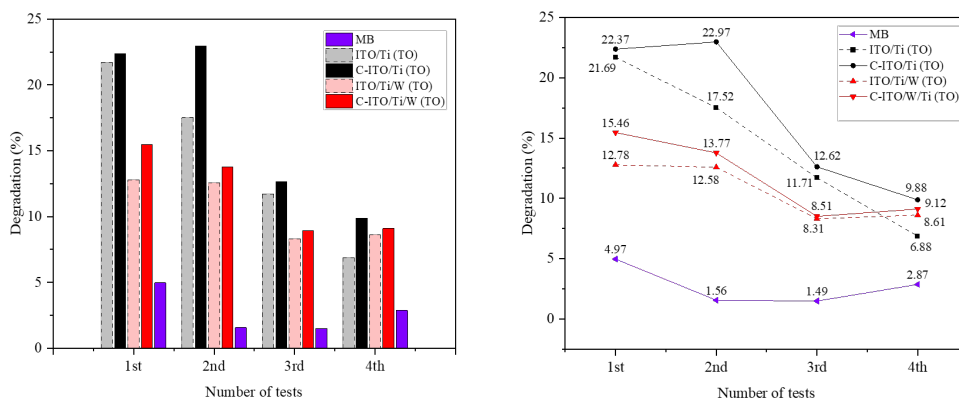 25
20
15
10
5
0
Degradation (%)
1st
2nd
3rd
4th
Number of tests
MB
ITO/Ti (TO)
C-ITO/Ti (TO)
ITO/Ti/W (TO)
C-ITO/Ti/W (TO)
25
20
15
10
5
0
Degradation (%)
1st
2nd
3rd
4th
Number of tests
MB
ITO/Ti (TO)
C-ITO/Ti (TO)
ITO/Ti/W (TO)
C-ITO/W/Ti (TO)
22.37
22.97
21.69
17.52
15.46
13.77
12.78
12.58
12.62
11.71
9.88
9.12
8.51
8.31
8.61
6.88
4.97
1.56
1.49
2.87